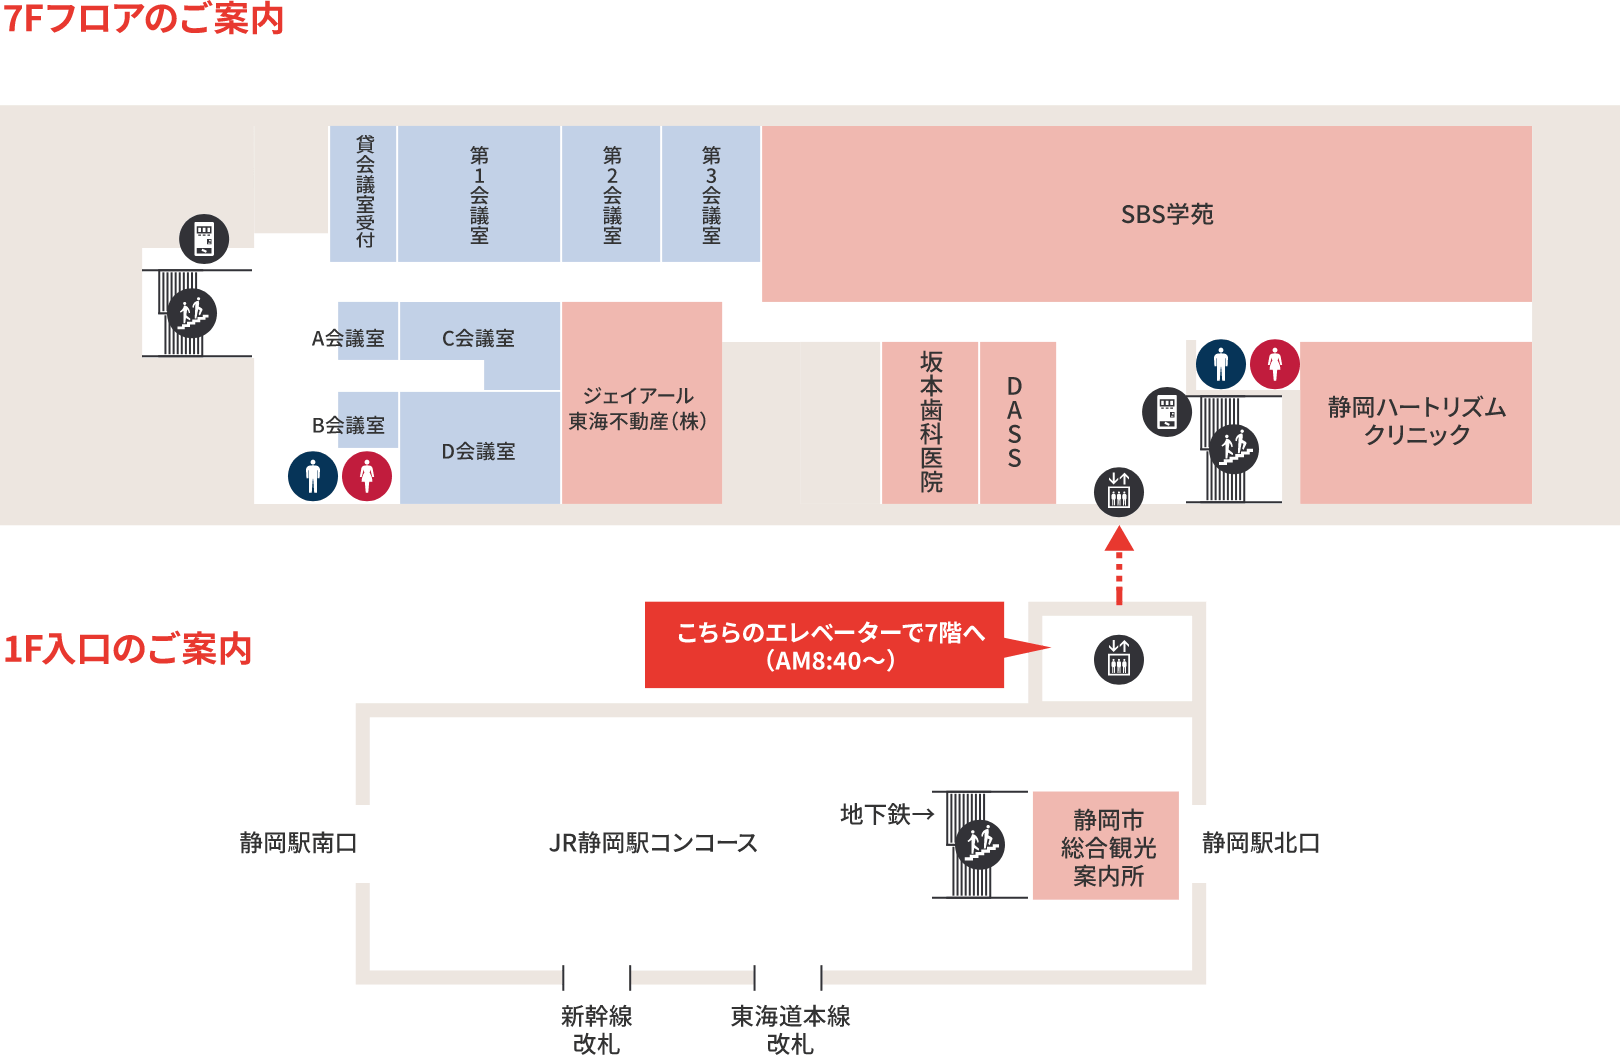 7Fフロアのご案内
貸会議室受付
第1会議室
第2会議室
第3会議室
SBS学苑
A会議室
C会議室
B会議室
D会議室
ジェイアール
東海不動産（株）
坂本歯科医院
DASS
静岡ハートリズム
クリニック
1F入口のご案内
こちらのエレベーターで7階へ
（AM8:40〜）
地下鉄→
静岡市
総合観光
案内所
静岡駅南口
JR静岡駅コンコース
静岡駅北口
新幹線
改札
東海道本線
改札